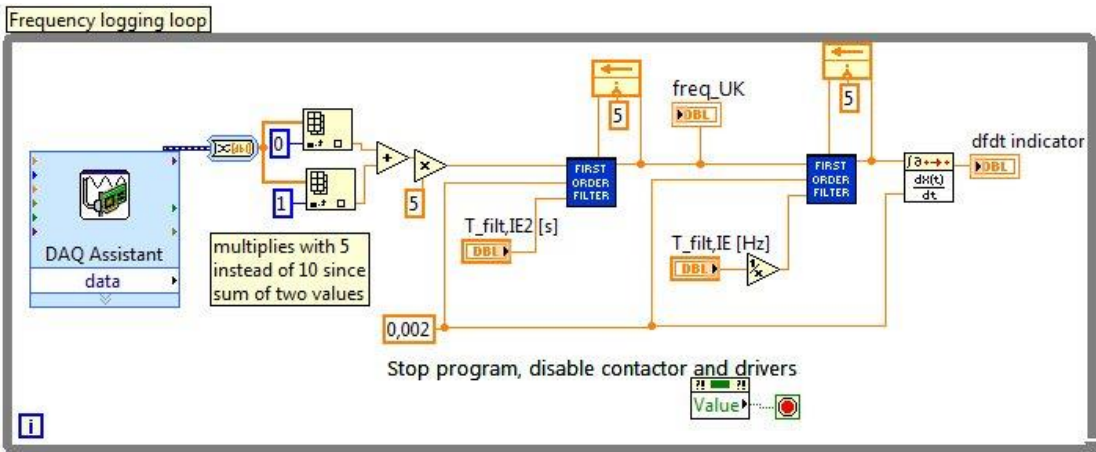 Frequency logging loop
DAQ Assistant
data
0
1
multiplies with 5
instead of 10 since
sum of two values
+
×
5
5
FIRST
ORDER
FILTER
T_filt,IE2 [s]
DBL
freq_UK
DBL
5
FIRST
ORDER
FILTER
T_filt,IE [Hz]
DBL
1/x
dfdt indicator
DBL
∫∂
dX(t)
dt
0,002
Stop program, disable contactor and drivers
?! ?!
Value
i